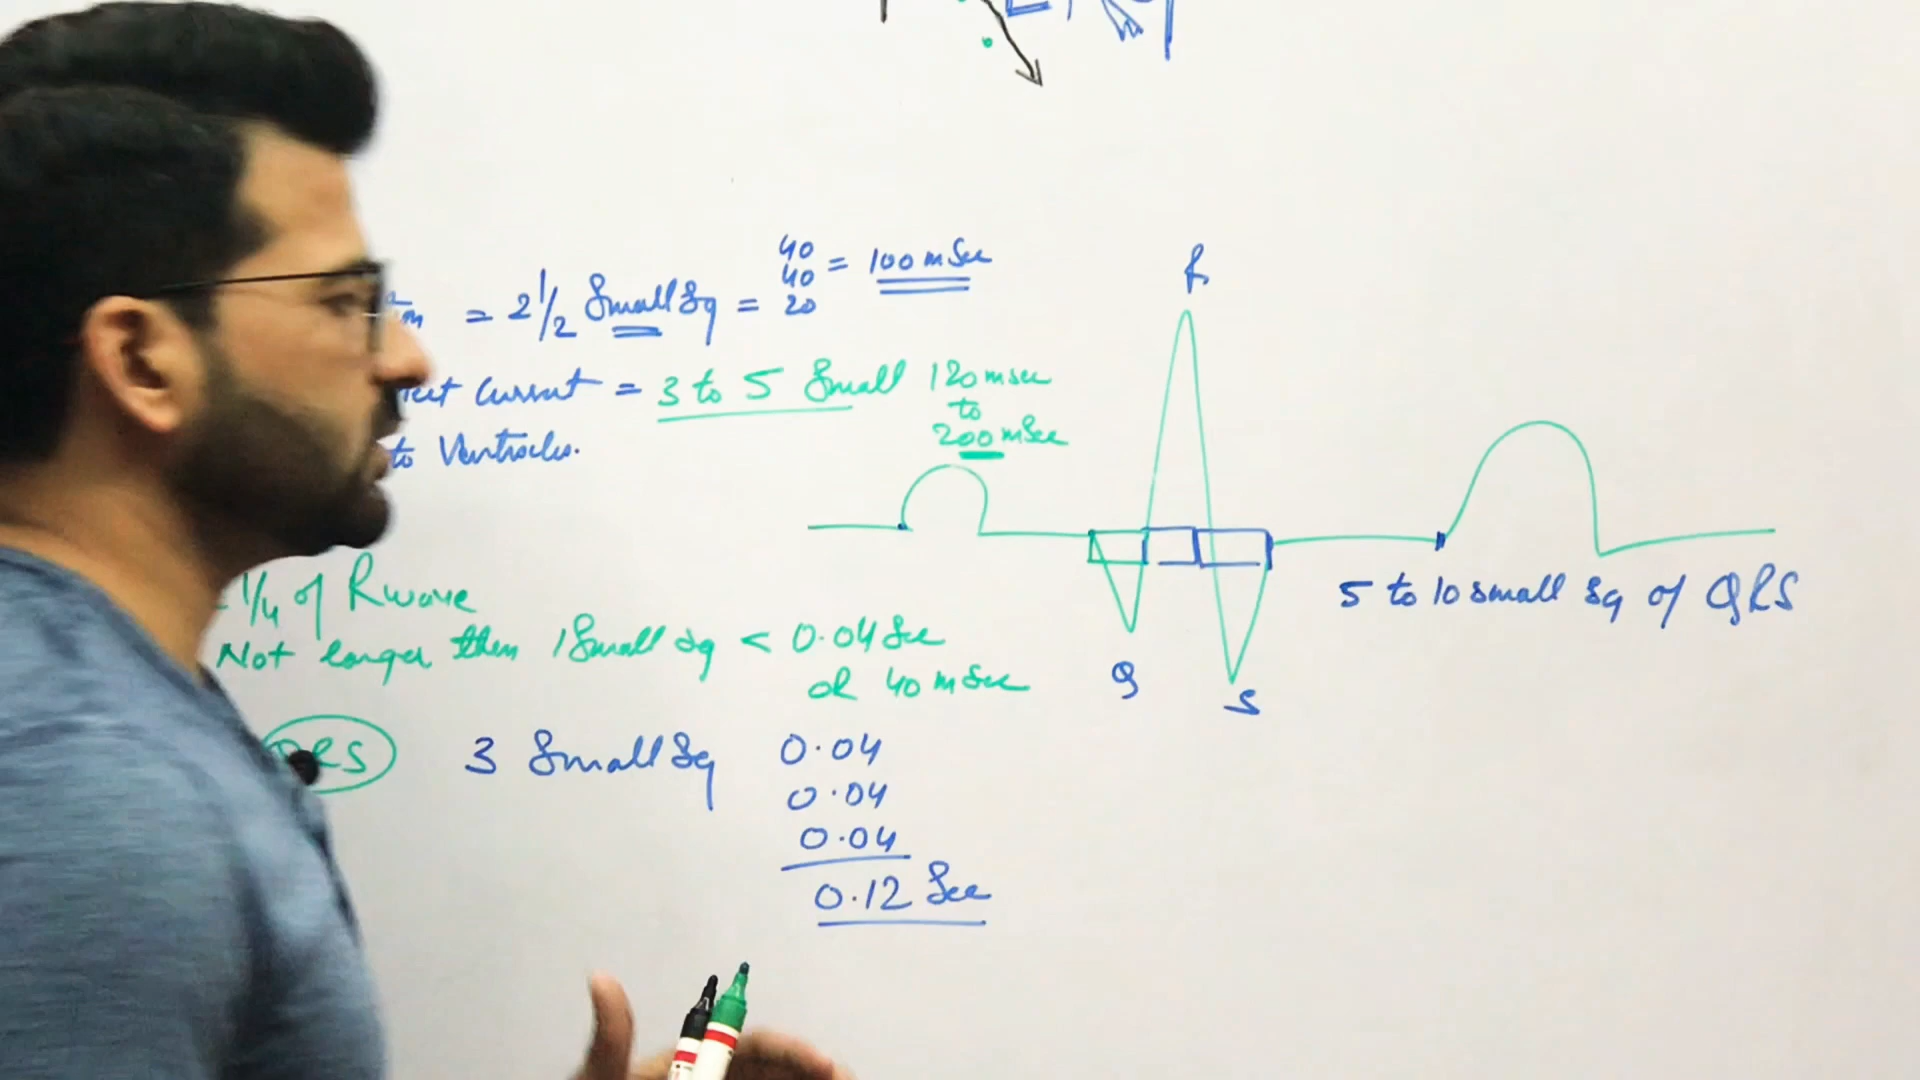 = 2 1/2 Small Sq = 40 40 20 = 100 mSec
Current = 3 to 5 Small 120 msec to 200 mSec
to Ventricles.
1/4 of R wave
Not longer then 1 Small Sq < 0.04 Sec
or 40 mSec
QRS 3 Small Sq 0.04
0.04
0.04
0.12 Sec
R
Q
S
5 to 10 small Sq of QRS